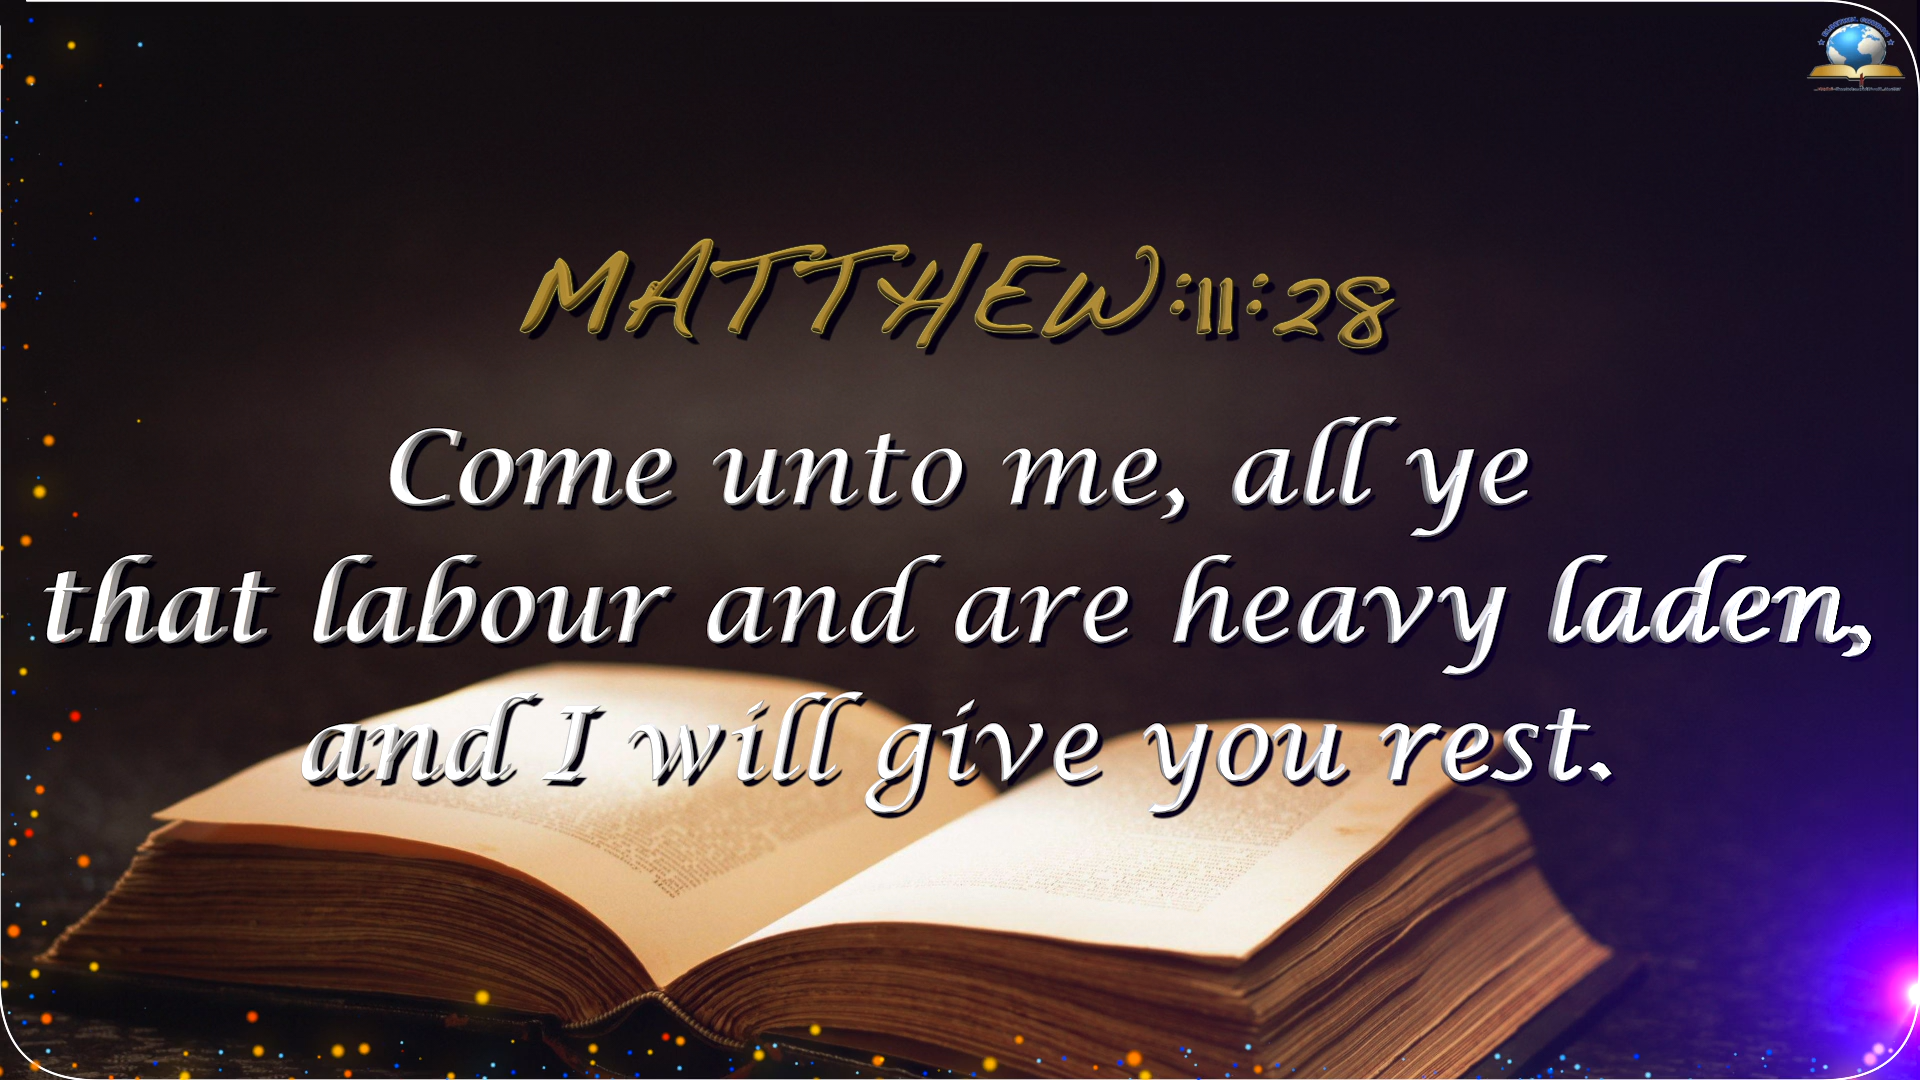 MATTHEW:11:28
Come unto me, all ye
that labour and are heavy laden,
and I will give you rest.